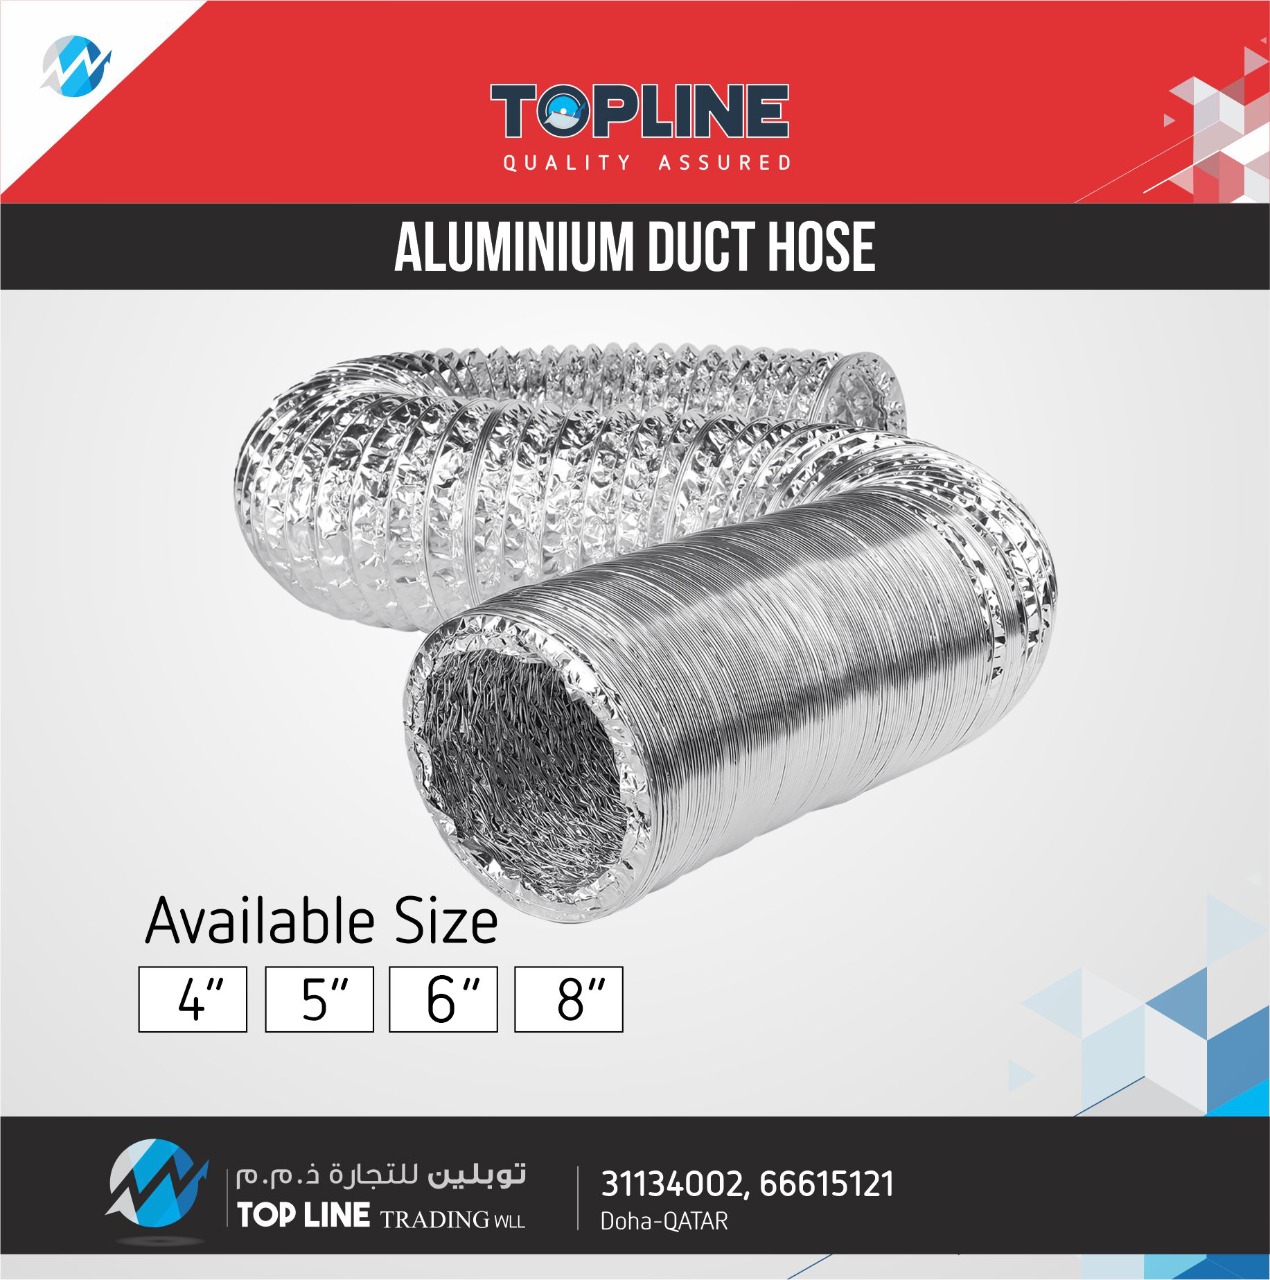 TOPLINE
QUALITY ASSURED
ALUMINIUM DUCT HOSE
Available Size
4” 5” 6” 8”
توبلين للتجارة ذ.م.م
TOP LINE TRADING WLL
31134002, 66615121
Doha-QATAR